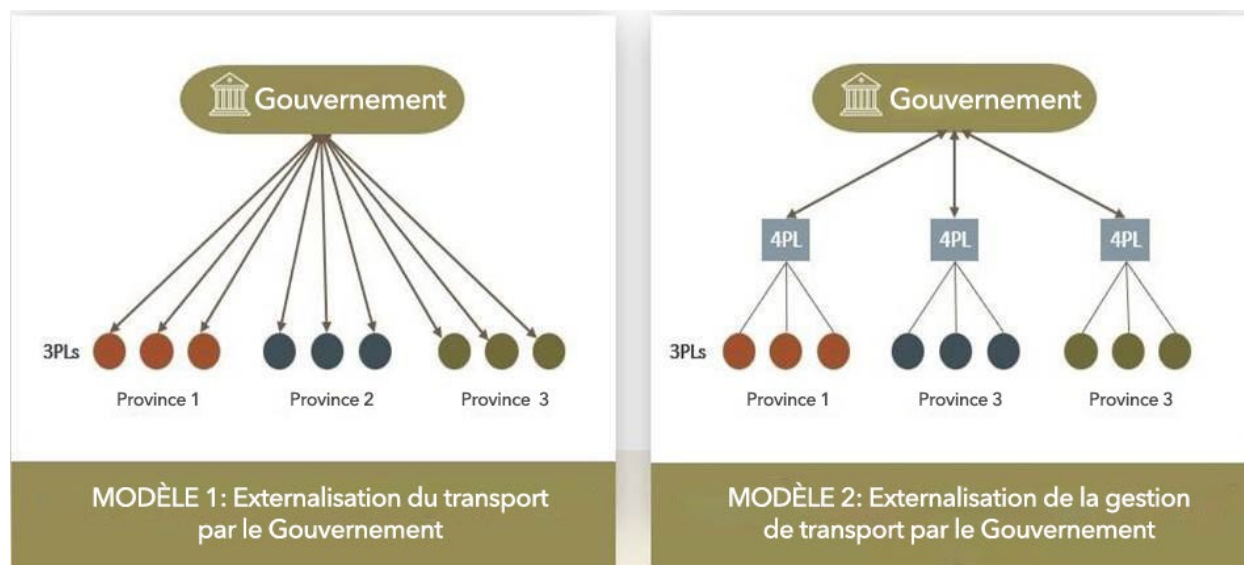 Gouvernement
3PLs
Province 1
Province 2
Province 3
MODÈLE 1: Externalisation du transport
par le Gouvernement
Gouvernement
4PL
4PL
4PL
3PLs
Province 1
Province 3
Province 3
MODÈLE 2: Externalisation de la gestion
de transport par le Gouvernement